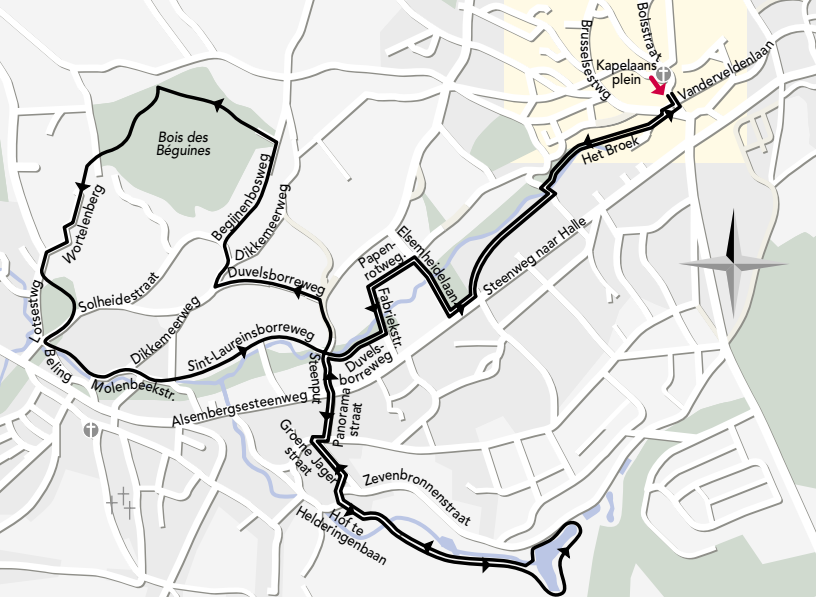 Bolsstraat
Brusselsestwg
Kapelaans
plein
Vanderveldenlaan
Het Broek
Bois des
Béguines
Begijnenbosweg
Dikkemeerweg
Wortelenberg
Elsemheidelaan
Papen-
rotweg.
Steenweg naar Halle
Duvelsborreweg
Solheidestraat
Lotsestwg
Dikkemeerweg
Fabriekstr.
Sint-Laureinsborreweg
Duvels-
borreweg
Beling
Molenbeekstr.
Steenput
Alsembergsesteenweg
Panorama
straat
Groene Jager
straat
Zevenbronnenstraat
Hof te
Helderingenbaan